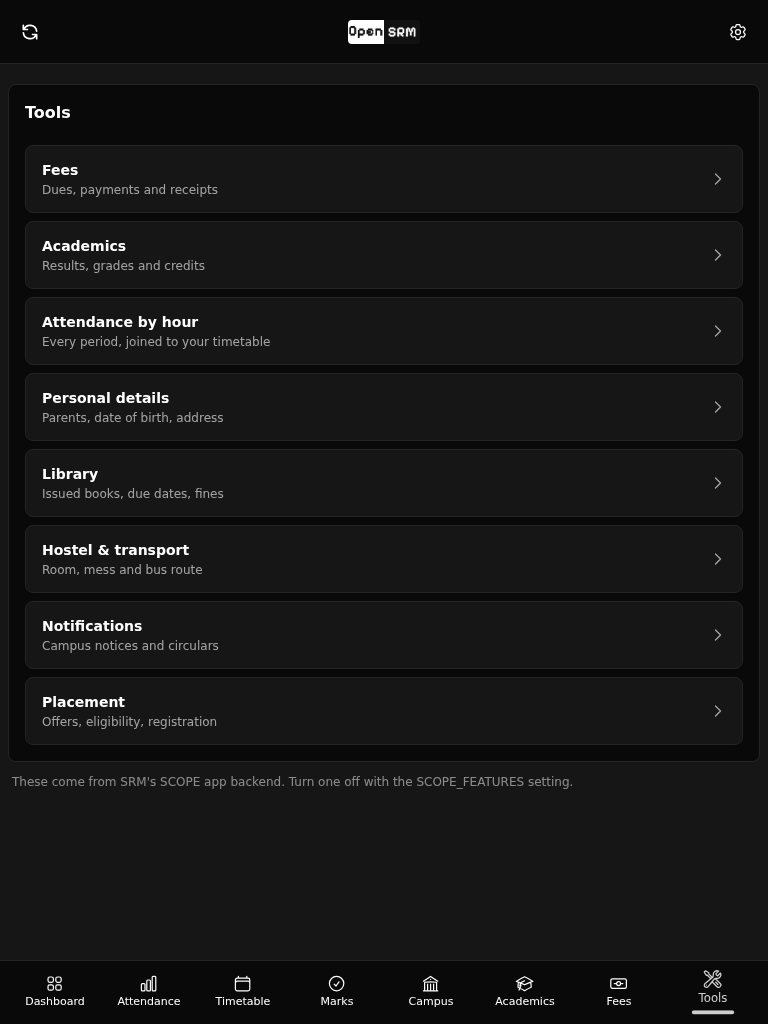 Open SRM
Tools
Fees
Dues, payments and receipts
Academics
Results, grades and credits
Attendance by hour
Every period, joined to your timetable
Personal details
Parents, date of birth, address
Library
Issued books, due dates, fines
Hostel & transport
Room, mess and bus route
Notifications
Campus notices and circulars
Placement
Offers, eligibility, registration
These come from SRM's SCOPE app backend. Turn one off with the SCOPE_FEATURES setting.
Dashboard Attendance Timetable Marks Campus Academics Fees Tools